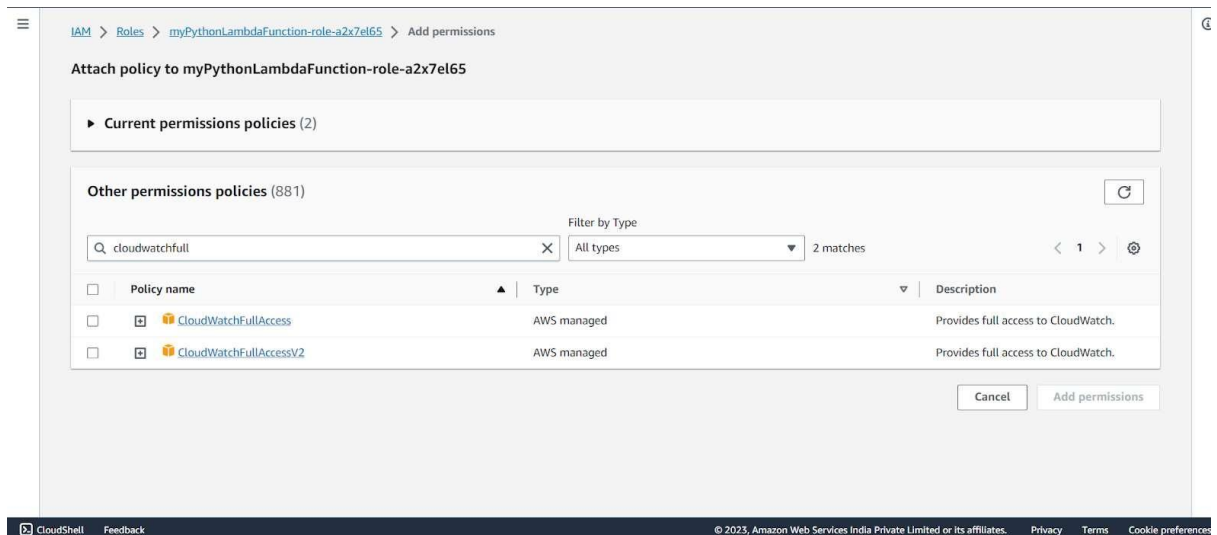 IAM > Roles > myPythonLambdaFunction-role-a2x7el65 > Add permissions
Attach policy to myPythonLambdaFunction-role-a2x7el65
Current permissions policies (2)
Other permissions policies (881)
Filter by Type
cloudwatchfull All types 2 matches 1
Policy name Type Description
CloudWatchFullAccess AWS managed Provides full access to CloudWatch.
CloudWatchFullAccessV2 AWS managed Provides full access to CloudWatch.
Cancel Add permissions
CloudShell Feedback © 2023, Amazon Web Services India Private Limited or its affiliates. Privacy Terms Cookie preferences